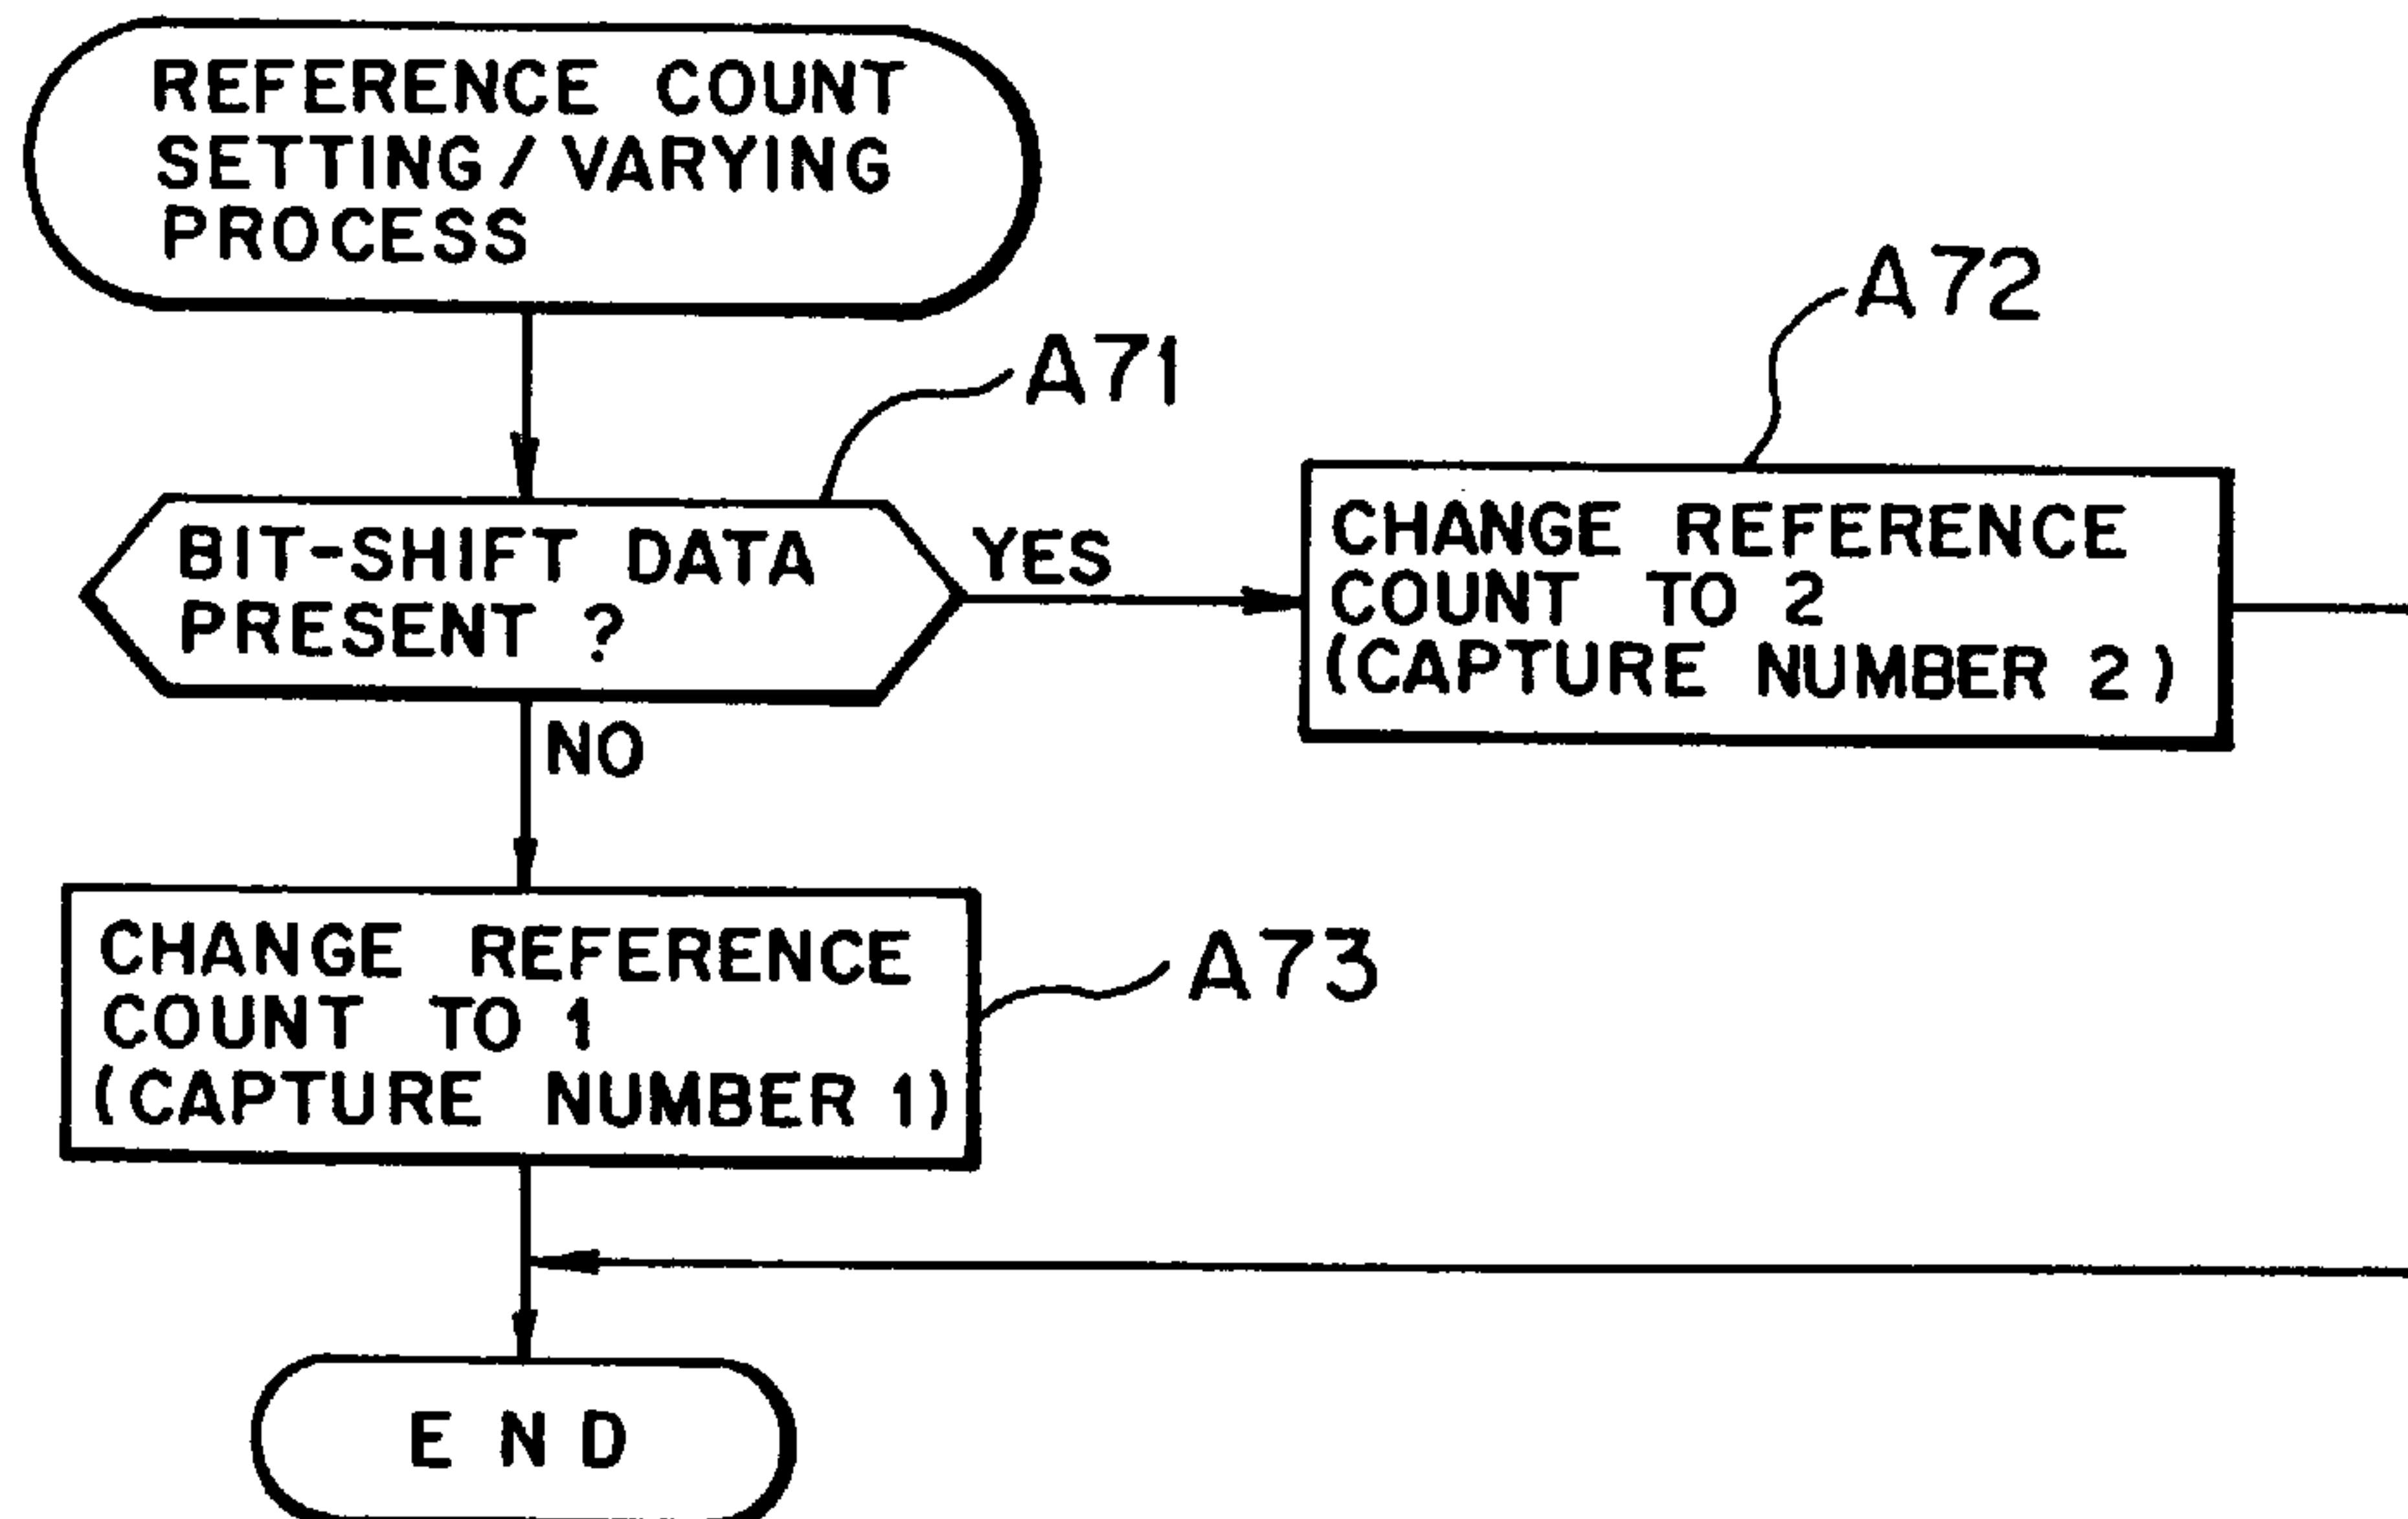 REFERENCE COUNT
SETTING/VARYING
PROCESS
A71
A72
BIT-SHIFT DATA
PRESENT ?
YES
CHANGE REFERENCE
COUNT TO 2
(CAPTURE NUMBER 2)
NO
CHANGE REFERENCE
COUNT TO 1
(CAPTURE NUMBER 1)
A73
END